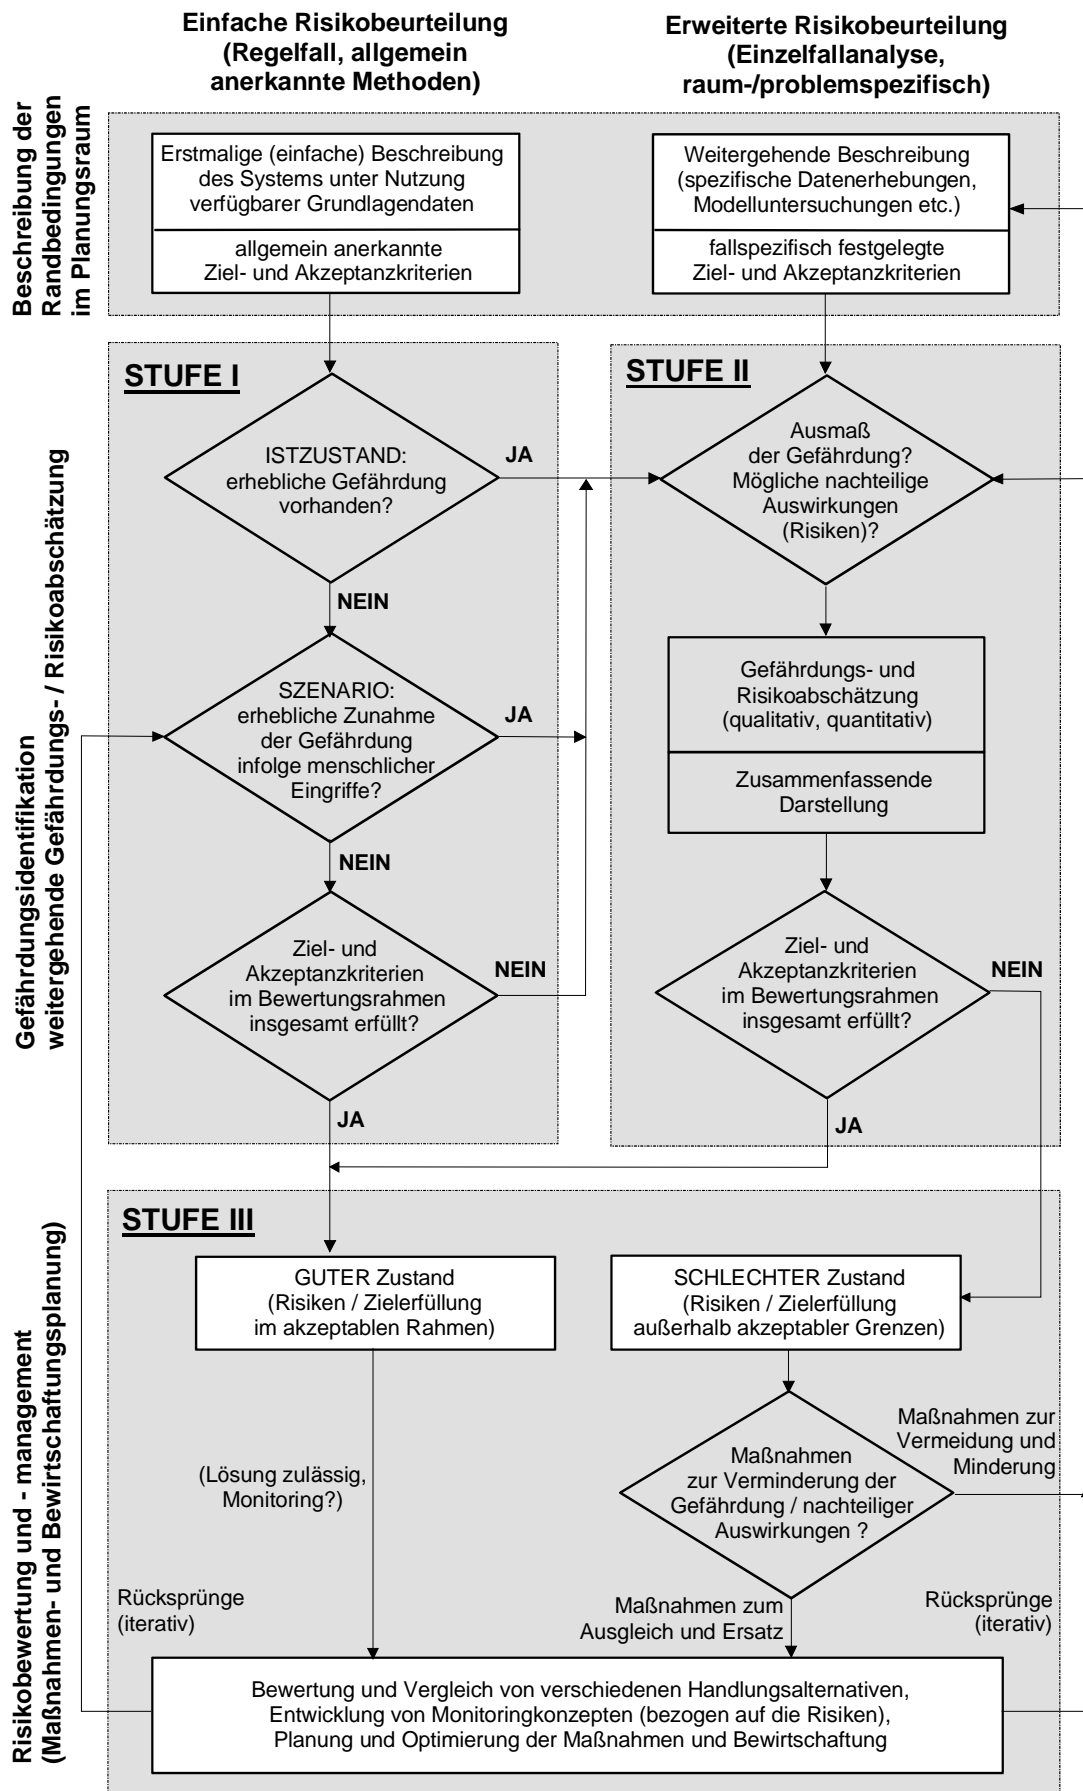 Einfache Risikobeurteilung
(Regelfall, allgemein
anerkannte Methoden)
Erweiterte Risikobeurteilung
(Einzelfallanalyse,
raum-/problemspezifisch)
Beschreibung der
Randbedingungen
im Planungsraum
Erstmalige (einfache) Beschreibung
des Systems unter Nutzung
verfügbarer Grundlagendaten
allgemein anerkannte
Ziel- und Akzeptanzkriterien
Weitergehende Beschreibung
(spezifische Datenerhebungen,
Modelluntersuchungen etc.)
fallspezifisch festgelegte
Ziel- und Akzeptanzkriterien
Gefährdungsidentifikation
weitergehende Gefährdungs- / Risikoabschätzung
STUFE I
ISTZUSTAND:
erhebliche Gefährdung
vorhanden?
JA
NEIN
SZENARIO:
erhebliche Zunahme
der Gefährdung
infolge menschlicher
Eingriffe?
JA
NEIN
Ziel- und
Akzeptanzkriterien
im Bewertungsrahmen
insgesamt erfüllt?
NEIN
JA
STUFE II
Ausmaß
der Gefährdung?
Mögliche nachteilige
Auswirkungen
(Risiken)?
Gefährdungs- und
Risikoabschätzung
(qualitativ, quantitativ)
Zusammenfassende
Darstellung
Ziel- und
Akzeptanzkriterien
im Bewertungsrahmen
insgesamt erfüllt?
NEIN
JA
Risikobewertung und - management
(Maßnahmen- und Bewirtschaftungsplanung)
STUFE III
GUTER Zustand
(Risiken / Zielerfüllung
im akzeptablen Rahmen)
SCHLECHTER Zustand
(Risiken / Zielerfüllung
außerhalb akzeptabler Grenzen)
(Lösung zulässig,
Monitoring?)
Maßnahmen
zur Verminderung der
Gefährdung / nachteiliger
Auswirkungen ?
Maßnahmen zur
Vermeidung und
Minderung
Rücksprünge
(iterativ)
Maßnahmen zum
Ausgleich und Ersatz
Rücksprünge
(iterativ)
Bewertung und Vergleich von verschiedenen Handlungsalternativen,
Entwicklung von Monitoringkonzepten (bezogen auf die Risiken),
Planung und Optimierung der Maßnahmen und Bewirtschaftung